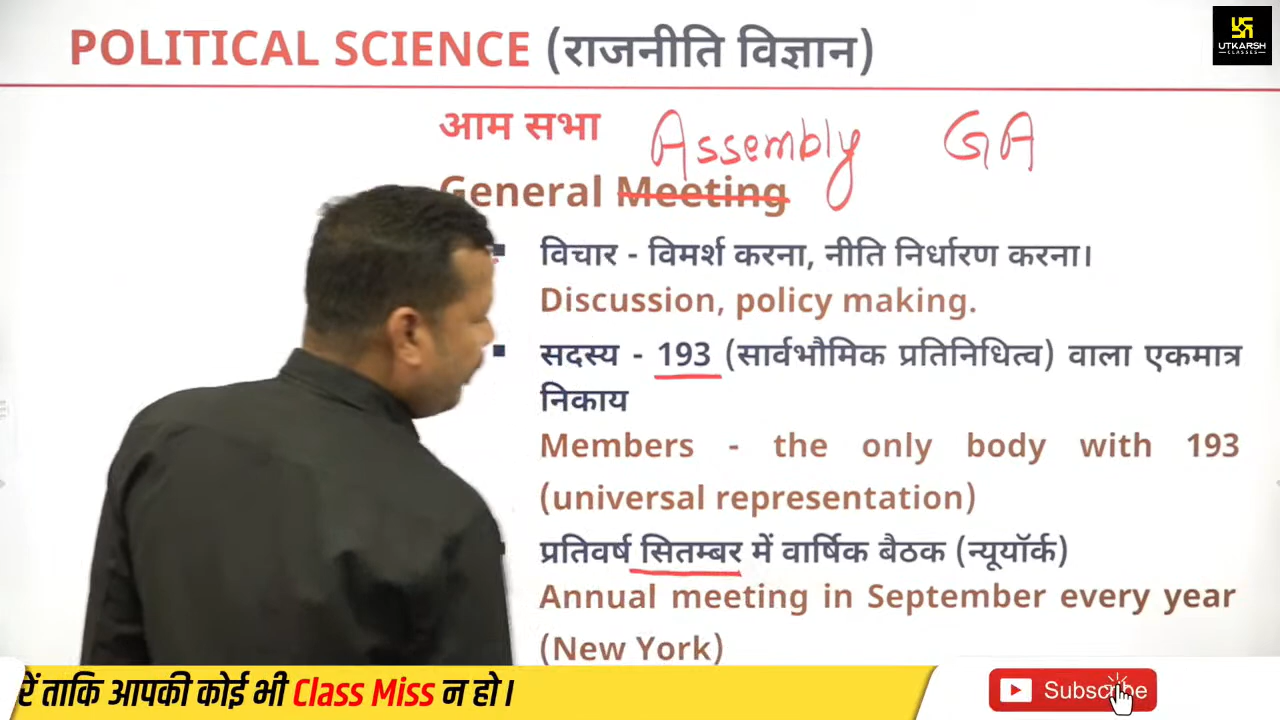 POLITICAL SCIENCE (राजनीति विज्ञान)
UTKARSH
CLASSES
आम सभा Assembly GA
General Meeting
विचार - विमर्श करना, नीति निर्धारण करना।
Discussion, policy making.
सदस्य - 193 (सार्वभौमिक प्रतिनिधित्व) वाला एकमात्र
निकाय
Members - the only body with 193
(universal representation)
प्रतिवर्ष सितम्बर में वार्षिक बैठक (न्यूयॉर्क)
Annual meeting in September every year
(New York)
रें ताकि आपकी कोई भी Class Miss न हो।
Subscribe